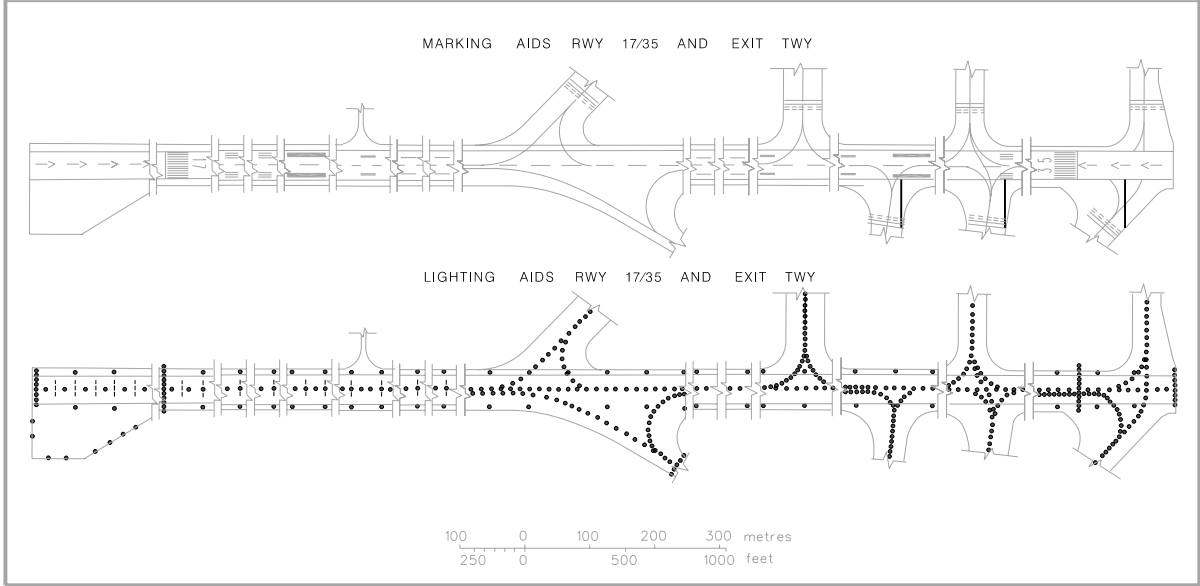 MARKING AIDS RWY 17/35 AND EXIT TWY
17
35
LIGHTING AIDS RWY 17/35 AND EXIT TWY
100 0 100 200 300 metres
250 0 500 1000 feet